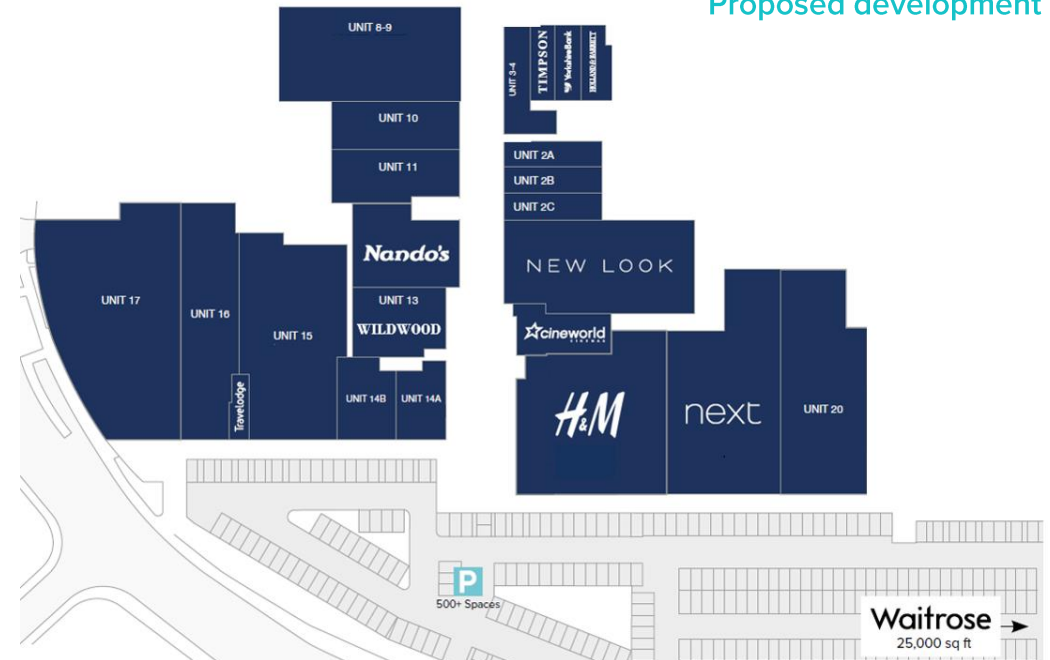 Proposed development
UNIT 8-9
UNIT 3-4
TIMPSON
YorkshireBank
HOLLAND & BARRETT
UNIT 10
UNIT 11
UNIT 2A
UNIT 2B
UNIT 2C
Nando's
NEW LOOK
UNIT 17
UNIT 16
UNIT 15
UNIT 13
WILDWOOD
cineworld
CINEMAS
Travelodge
UNIT 14B
UNIT 14A
H&M
next
UNIT 20
P
500+ Spaces
Waitrose
25,000 sq ft